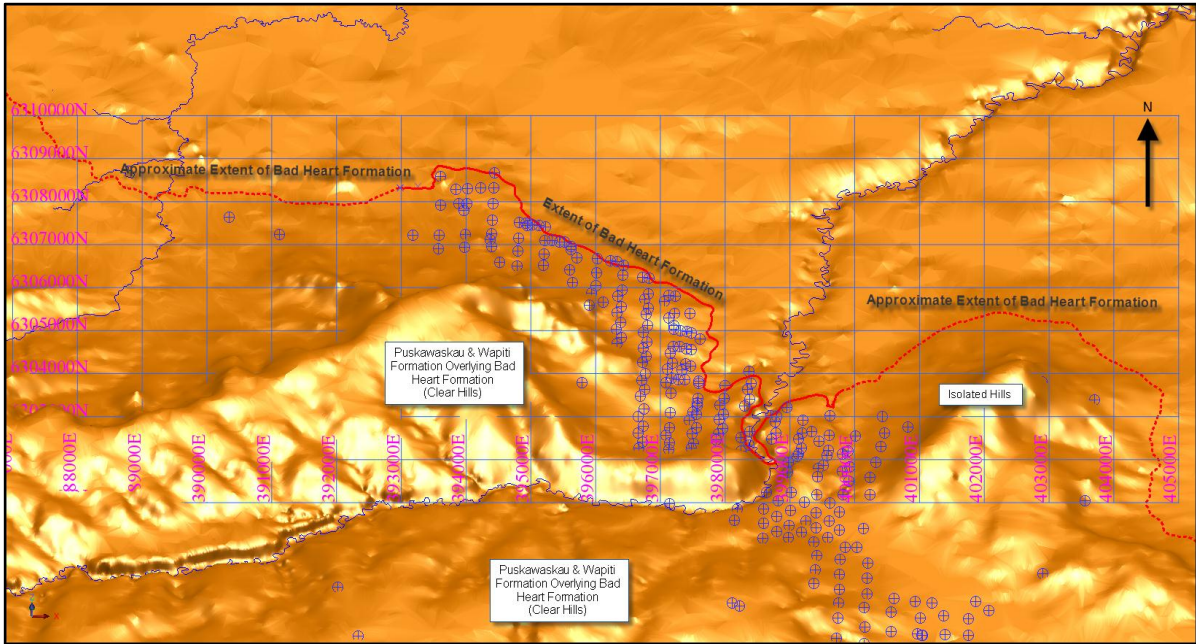 N
6310000N
6309000N
Approximate Extent of Bad Heart Formation
6308000N
Extent of Bad Heart Formation
6307000N
6306000N
Approximate Extent of Bad Heart Formation
6305000N
6304000N
Puskawaskau & Wapiti
Formation Overlying Bad
Heart Formation
(Clear Hills)
Isolated Hills
88000E
89000E
390000E
391000E
392000E
393000E
394000E
395000E
396000E
397000E
398000E
401000E
402000E
403000E
404000E
405000E
Puskawaskau & Wapiti
Formation Overlying Bad
Heart Formation
(Clear Hills)
X